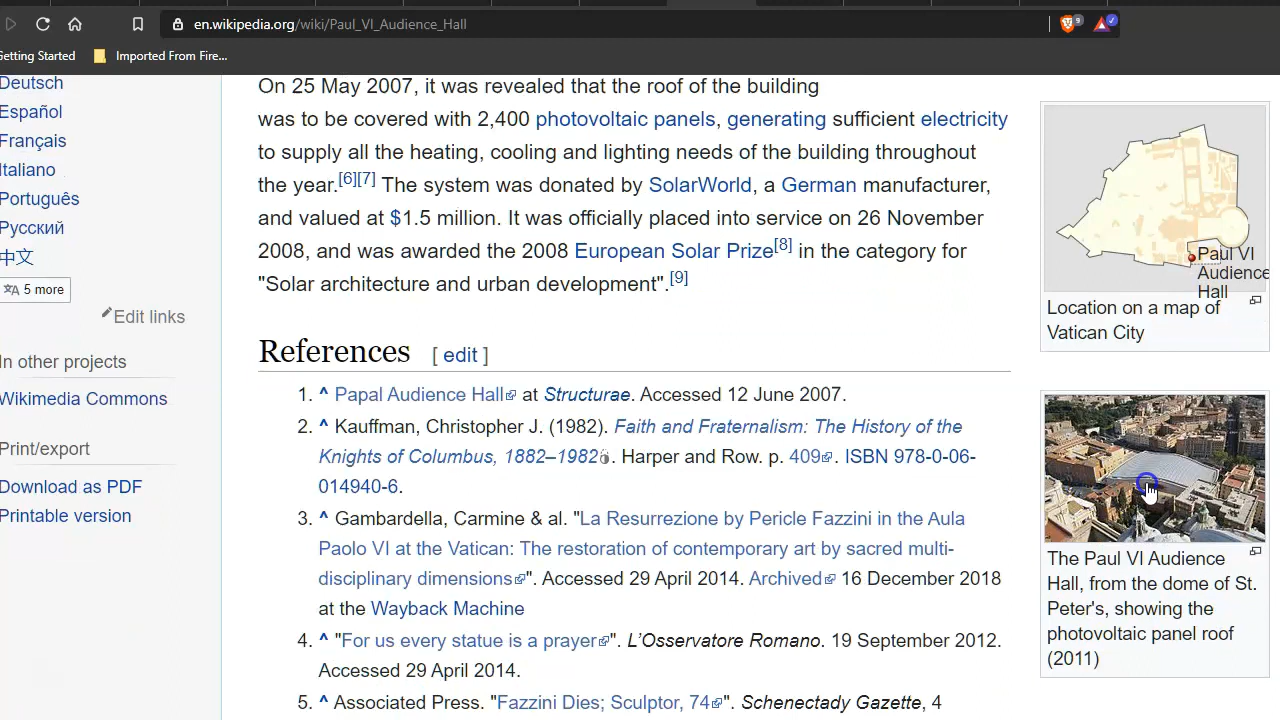 en.wikipedia.org/wiki/Paul_VI_Audience_Hall
9
Getting Started
Imported From Fire...
Deutsch
Español
Français
Italiano
Português
Русский
中文
5 more
Edit links
In other projects
Wikimedia Commons
Print/export
Download as PDF
Printable version
On 25 May 2007, it was revealed that the roof of the building
was to be covered with 2,400 photovoltaic panels, generating sufficient electricity
to supply all the heating, cooling and lighting needs of the building throughout
the year.[6][7] The system was donated by SolarWorld, a German manufacturer,
and valued at $1.5 million. It was officially placed into service on 26 November
2008, and was awarded the 2008 European Solar Prize[8] in the category for
"Solar architecture and urban development".[9]
References [ edit ]
1. ^ Papal Audience Hall at Structurae. Accessed 12 June 2007.
2. ^ Kauffman, Christopher J. (1982). Faith and Fraternalism: The History of the
Knights of Columbus, 1882–1982. Harper and Row. p. 409. ISBN 978-0-06-
014940-6.
3. ^ Gambardella, Carmine & al. "La Resurrezione by Pericle Fazzini in the Aula
Paolo VI at the Vatican: The restoration of contemporary art by sacred multi-
disciplinary dimensions". Accessed 29 April 2014. Archived 16 December 2018
at the Wayback Machine
4. ^ "For us every statue is a prayer". L'Osservatore Romano. 19 September 2012.
Accessed 29 April 2014.
5. ^ Associated Press. "Fazzini Dies; Sculptor, 74". Schenectady Gazette, 4
Paul VI
Audience
Hall
Location on a map of
Vatican City
The Paul VI Audience
Hall, from the dome of St.
Peter's, showing the
photovoltaic panel roof
(2011)